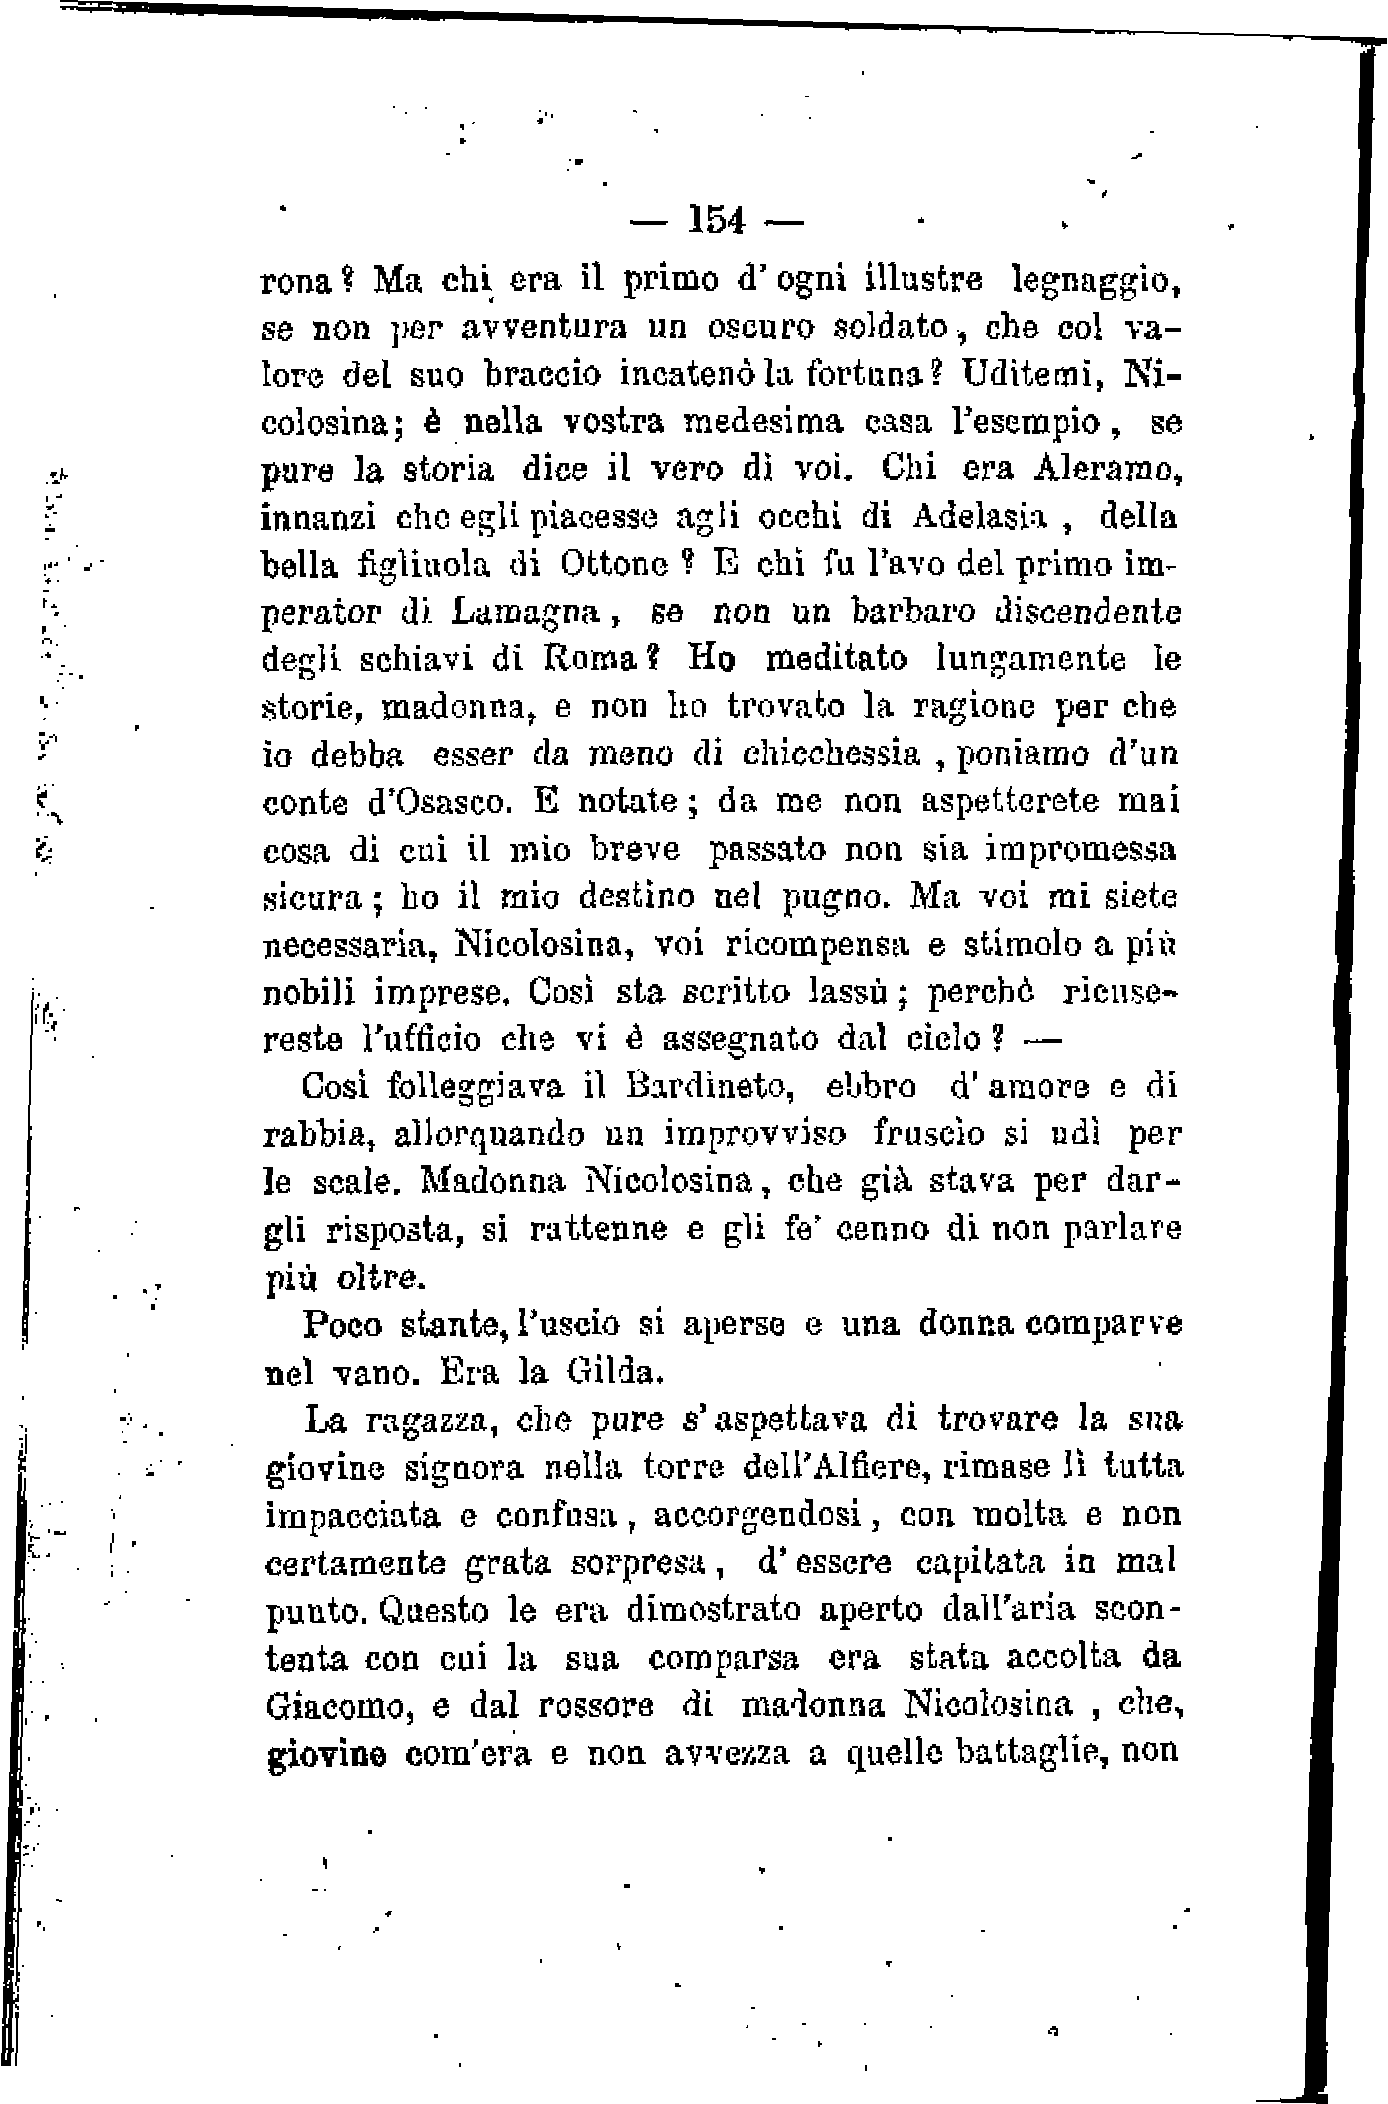 — 154 —
rona? Ma chi era il primo d' ogni illustre legnaggio,
se non per avventura un oscuro soldato, che col va-
lore del suo braccio incatenò la fortuna? Uditemi, Ni-
colosina; è nella vostra medesima casa l'esempio, se
pure la storia dice il vero di voi. Chi era Aleramo,
innanzi che egli piacesse agli occhi di Adelasia, della
bella figliuola di Ottone? E chi fu l'avo del primo im-
perator di Lamagna, se non un barbaro discendente
degli schiavi di Roma? Ho meditato lungamente le
storie, madonna, e non ho trovato la ragione per che
io debba esser da meno di chicchessia, poniamo d'un
conte d'Osasco. E notate; da me non aspetterete mai
cosa di cui il mio breve passato non sia impromessa
sicura; ho il mio destino nel pugno. Ma voi mi siete
necessaria, Nicolosina, voi ricompensa e stimolo a più
nobili imprese. Così sta scritto lassù; perchè ricuse-
reste l'ufficio che vi è assegnato dal cielo? —
Così folleggiava il Bardineto, ebbro d' amore e di
rabbia, allorquando un improvviso fruscìo si udì per
le scale. Madonna Nicolosina, che già stava per dar-
gli risposta, si rattenne e gli fe' cenno di non parlare
più oltre.
Poco stante, l'uscio si aperse e una donna comparve
nel vano. Era la Gilda.
La ragazza, che pure s' aspettava di trovare la sua
giovine signora nella torre dell'Alfiere, rimase lì tutta
impacciata e confusa, accorgendosi, con molta e non
certamente grata sorpresa, d' essere capitata in mal
punto. Questo le era dimostrato aperto dall'aria scon-
tenta con cui la sua comparsa era stata accolta da
Giacomo, e dal rossore di madonna Nicolosina, che,
giovine com'era e non avvezza a quelle battaglie, non